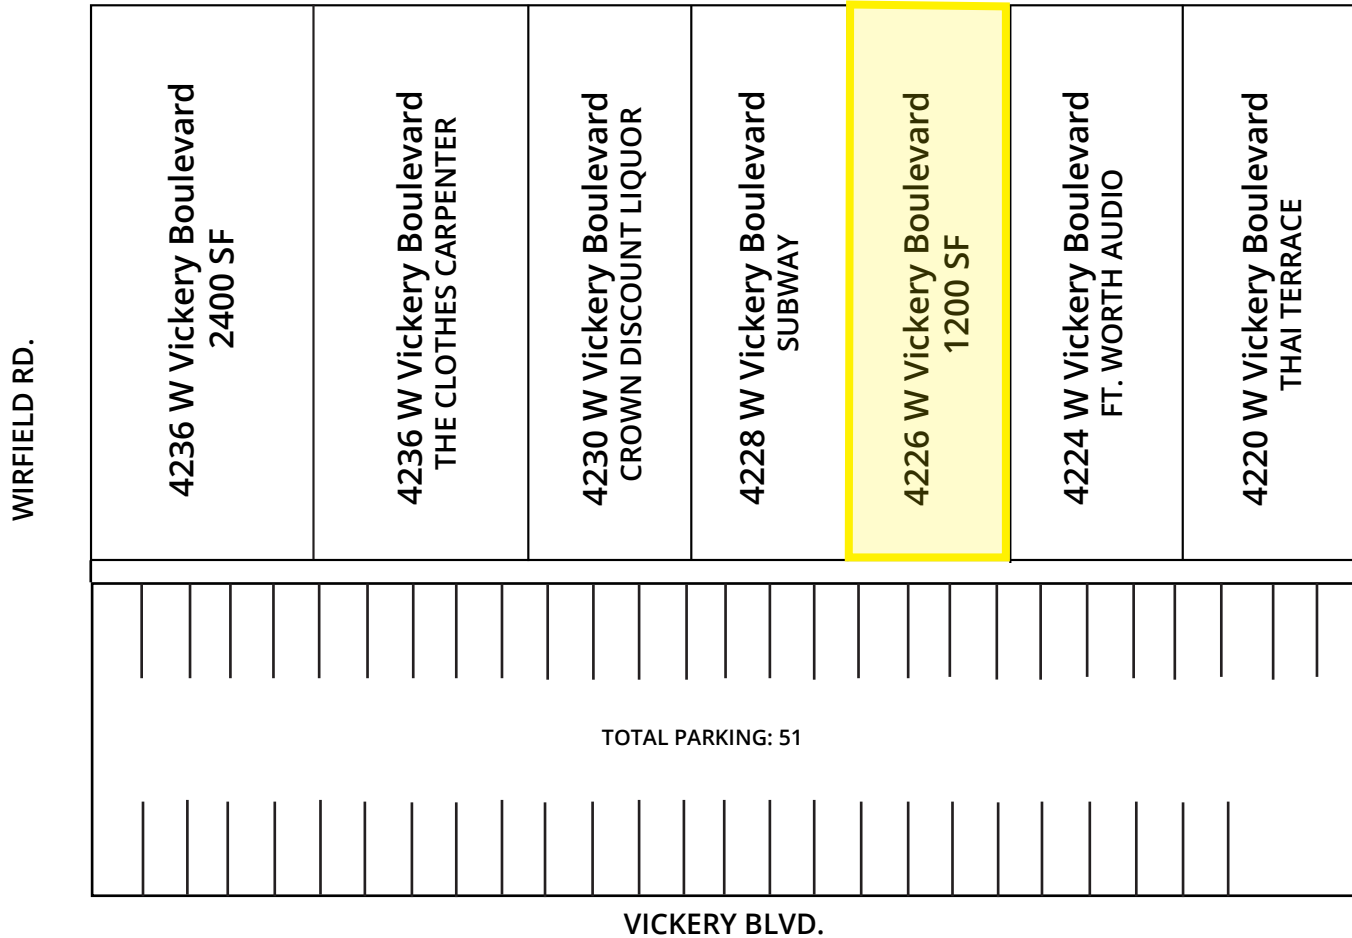 WIRFIELD RD.
4236 W Vickery Boulevard
2400 SF
4236 W Vickery Boulevard
THE CLOTHES CARPENTER
4230 W Vickery Boulevard
CROWN DISCOUNT LIQUOR
4228 W Vickery Boulevard
SUBWAY
4226 W Vickery Boulevard
1200 SF
4224 W Vickery Boulevard
FT. WORTH AUDIO
4220 W Vickery Boulevard
THAI TERRACE
TOTAL PARKING: 51
VICKERY BLVD.